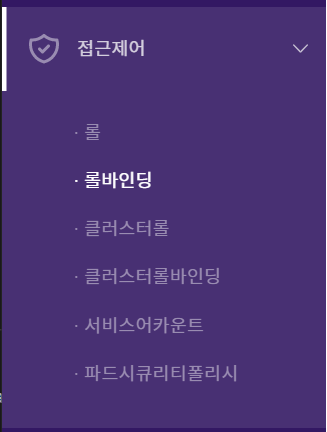 접근제어
· 롤
· 롤바인딩
· 클러스터롤
· 클러스터롤바인딩
· 서비스어카운트
· 파드시큐리티폴리시